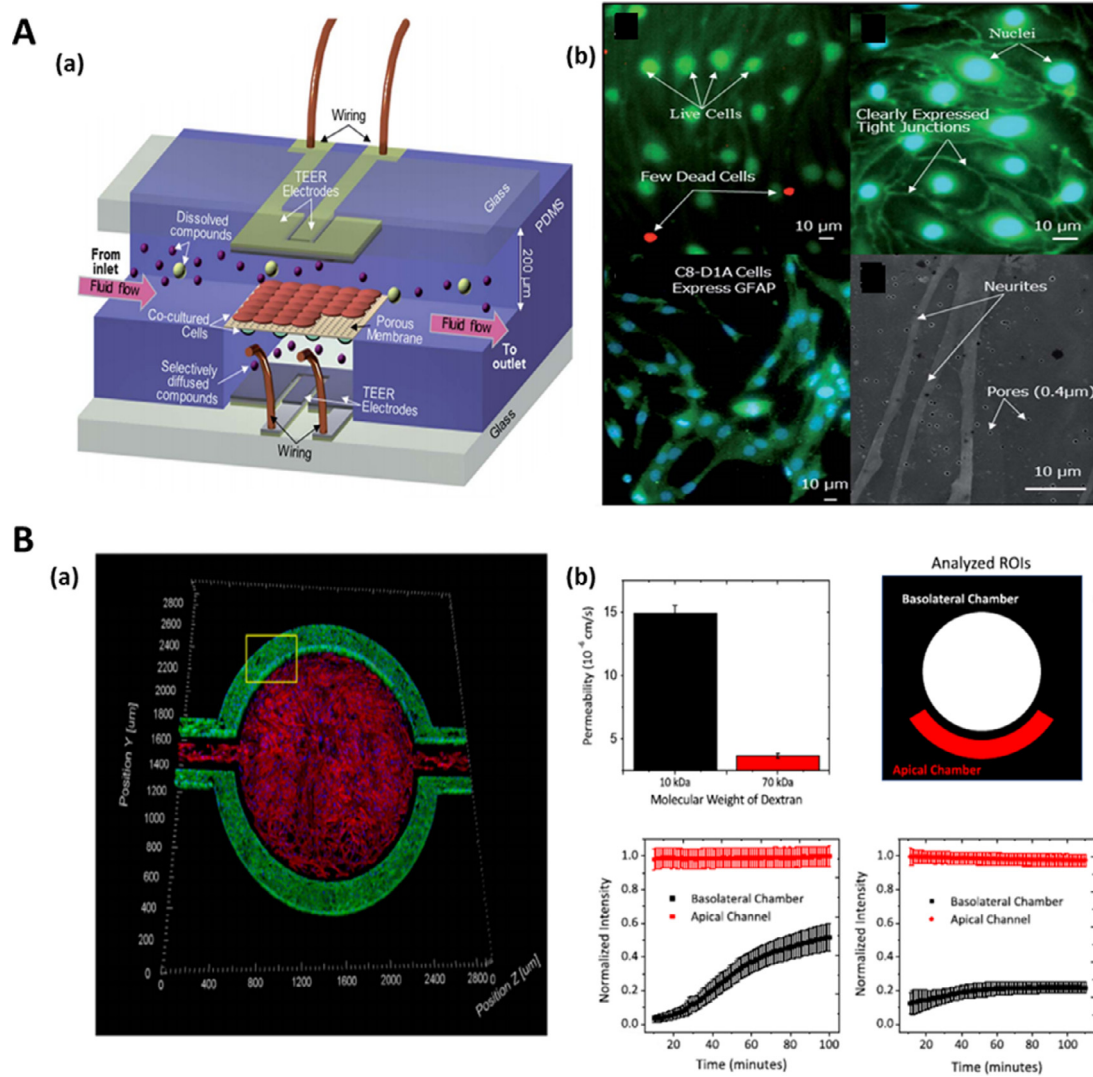 A
(a)
Wiring
TEER
Electrodes
Glass
PDMS
Dissolved
compounds
From
inlet
Fluid flow
200 µm
Co-cultured
Cells
Porous
Membrane
Fluid flow
To
outlet
Selectively
diffused
compounds
TEER
Electrodes
Wiring
Glass
(b)
Live Cells
Few Dead Cells
10 µm
Nuclei
Clearly Expressed
Tight Junctions
10 µm
C8-D1A Cells
Express GFAP
10 µm
Neurites
Pores (0.4µm)
10 µm
B
(a)
Position Y [um]
2800
2600
2400
2200
2000
1800
1600
1400
1200
1000
800
600
400
200
0
0 400 800 1200 1600 2000 2400 2800 0
Position Z [um]
(b)
Permeability (10⁻⁶ cm/s)
15
10
5
10 kDa 70 kDa
Molecular Weight of Dextran
Analyzed ROIs
Basolateral Chamber
Apical Chamber
Normalized Intensity
1.0
0.8
0.6
0.4
0.2
0.0
Basolateral Chamber
Apical Channel
0 20 40 60 80 100
Time (minutes)
Normalized Intensity
1.0
0.8
0.6
0.4
0.2
0.0
Basolateral Chamber
Apical Channel
0 20 40 60 80 100
Time (minutes)